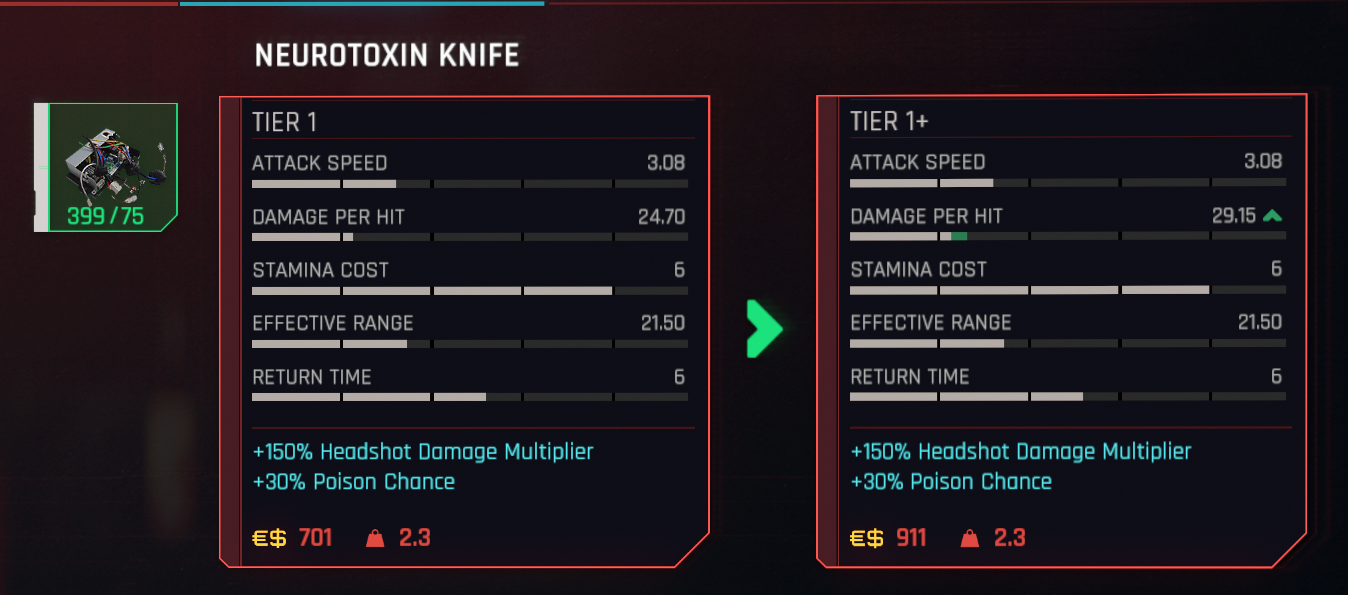 NEUROTOXIN KNIFE
399/75
TIER 1
ATTACK SPEED 3.08
DAMAGE PER HIT 24.70
STAMINA COST 6
EFFECTIVE RANGE 21.50
RETURN TIME 6
+150% Headshot Damage Multiplier
+30% Poison Chance
€$ 701 2.3
TIER 1+
ATTACK SPEED 3.08
DAMAGE PER HIT 29.15
STAMINA COST 6
EFFECTIVE RANGE 21.50
RETURN TIME 6
+150% Headshot Damage Multiplier
+30% Poison Chance
€$ 911 2.3